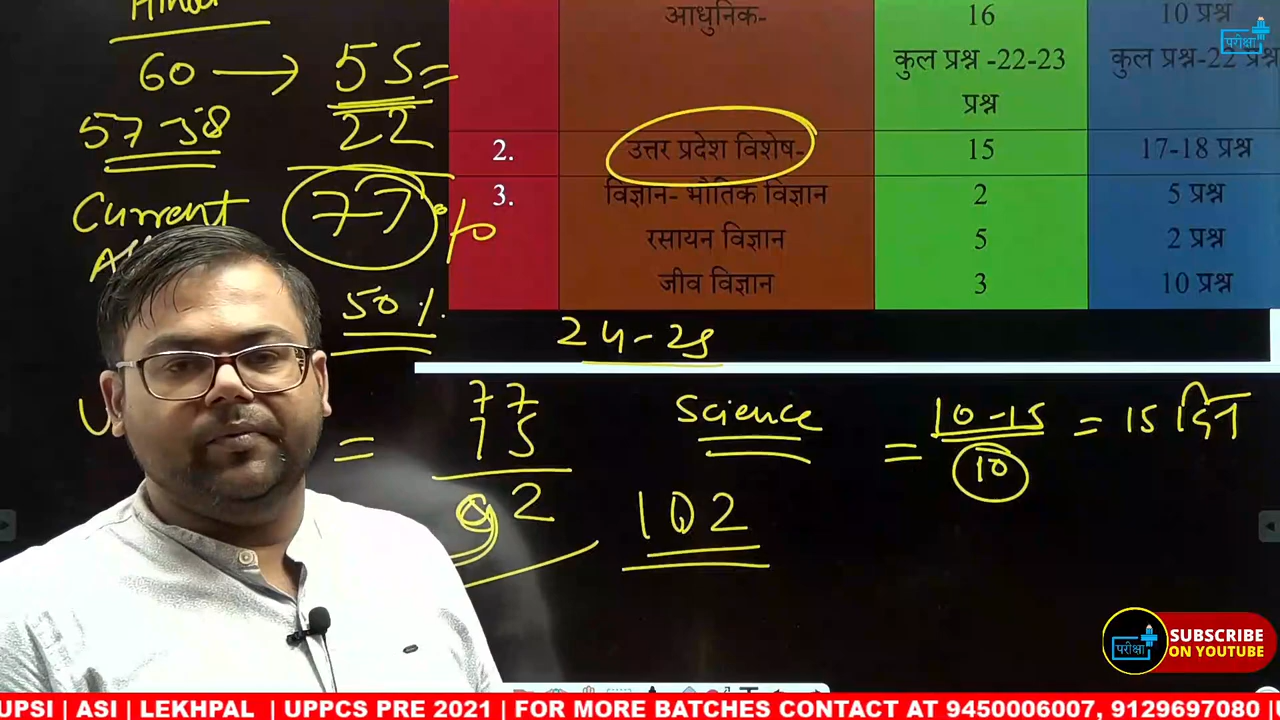 Hindi
60 → 55 =
57-58 22
Current 77%
50%
आधुनिक- 16 10 प्रश्न
कुल प्रश्न -22-23 प्रश्न कुल प्रश्न-22 प्रश्न
2. उत्तर प्रदेश विशेष- 15 17-18 प्रश्न
3. विज्ञान- भौतिक विज्ञान 2 5 प्रश्न
रसायन विज्ञान 5 2 प्रश्न
जीव विज्ञान 3 10 प्रश्न
परीक्षा
24-25
= 77
15
92 102
Science = 10-15 = 15 दिन
10
परीक्षा
SUBSCRIBE
ON YOUTUBE
UPSI | ASI | LEKHPAL | UPPCS PRE 2021 | FOR MORE BATCHES CONTACT AT 9450006007, 9129697080 |